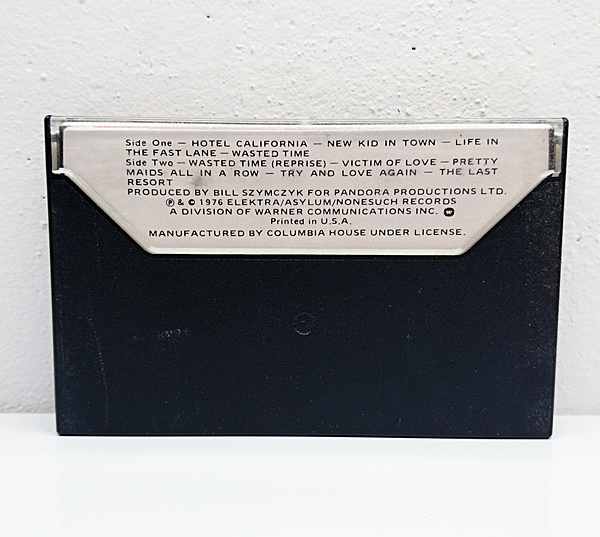 Side One — HOTEL CALIFORNIA — NEW KID IN TOWN — LIFE IN
THE FAST LANE — WASTED TIME
Side Two — WASTED TIME (REPRISE) — VICTIM OF LOVE — PRETTY
MAIDS ALL IN A ROW — TRY AND LOVE AGAIN — THE LAST
RESORT
PRODUCED BY BILL SZYMCZYK FOR PANDORA PRODUCTIONS LTD.
℗ & © 1976 ELEKTRA/ASYLUM/NONESUCH RECORDS
A DIVISION OF WARNER COMMUNICATIONS INC.
Printed in U.S.A.
MANUFACTURED BY COLUMBIA HOUSE UNDER LICENSE.